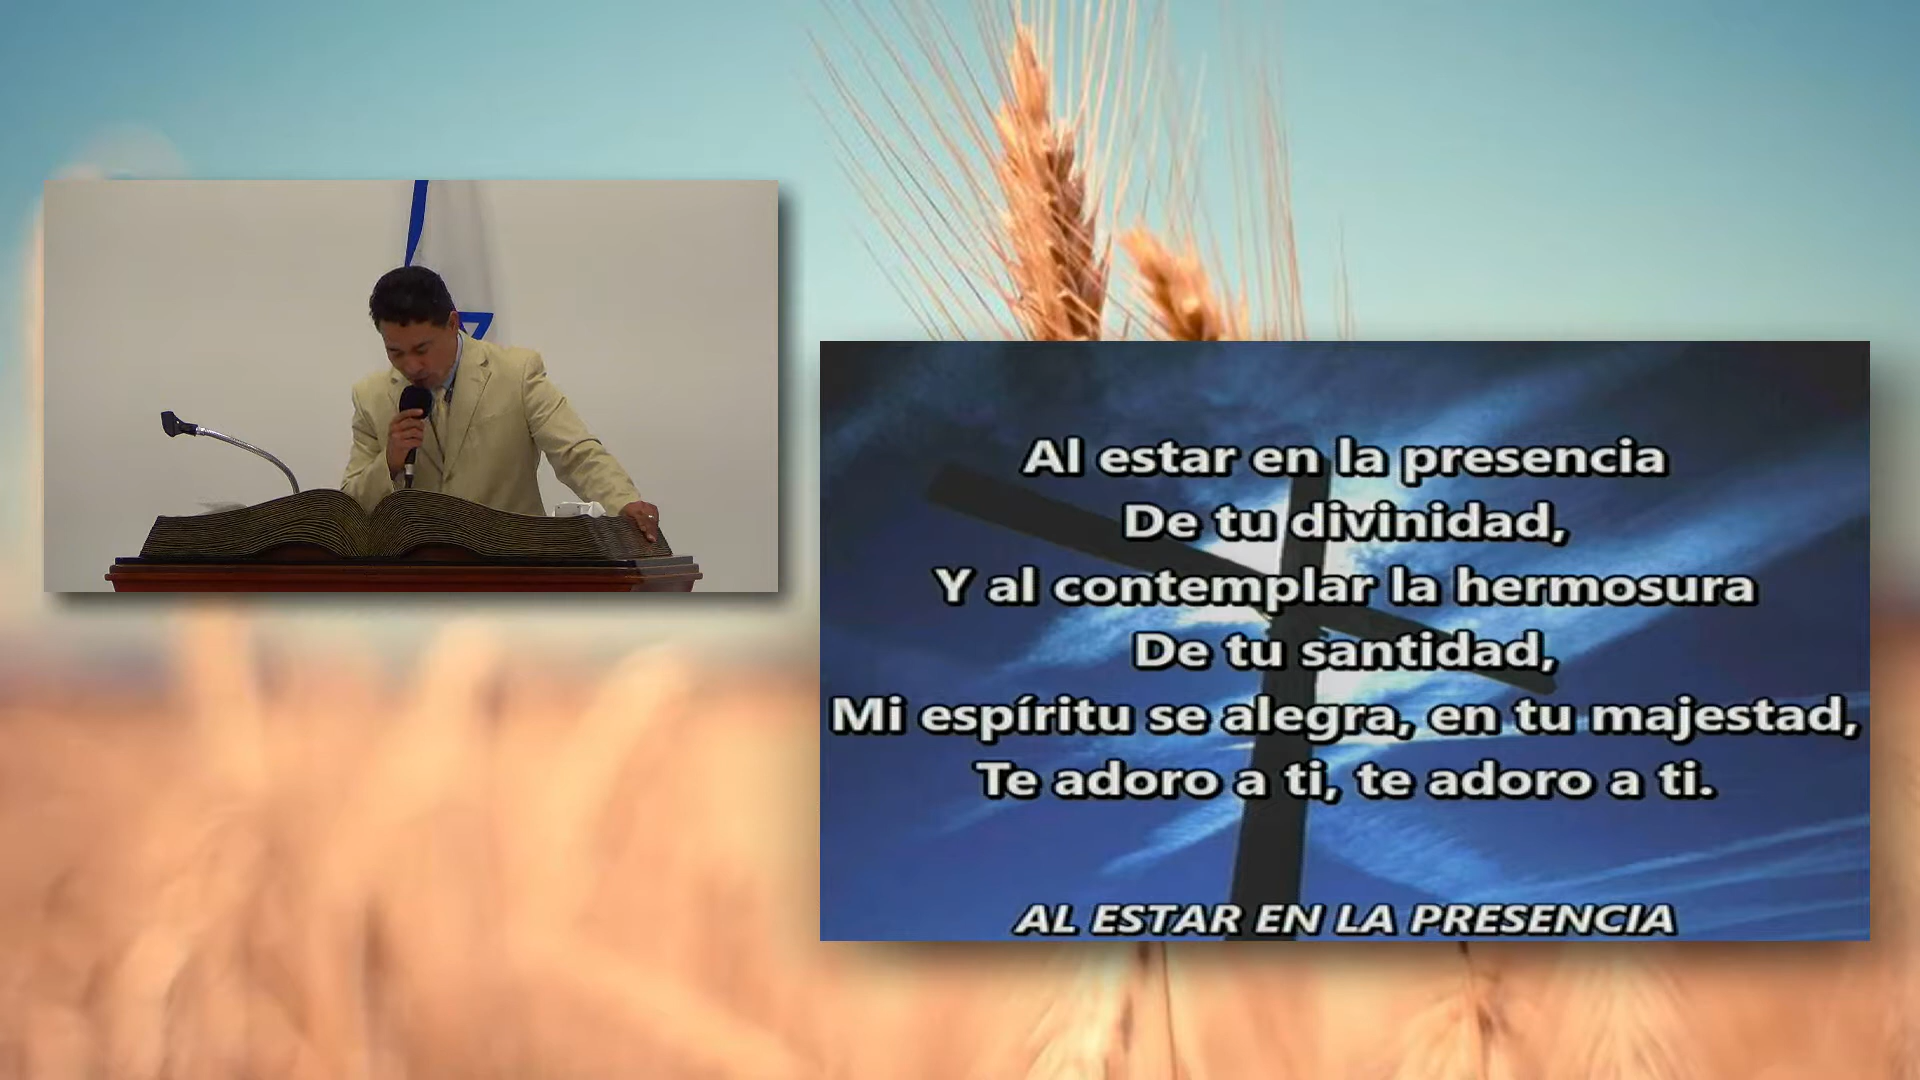 Al estar en la presencia
De tu divinidad,
Y al contemplar la hermosura
De tu santidad,
Mi espíritu se alegra, en tu majestad,
Te adoro a ti, te adoro a ti.
AL ESTAR EN LA PRESENCIA